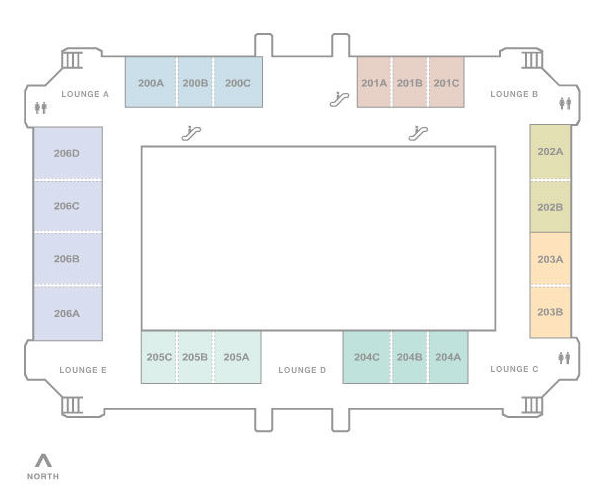 200A 200B 200C 201A 201B 201C
LOUNGE A LOUNGE B
206D 202A
206C 202B
206B 203A
206A 203B
205C 205B 205A 204C 204B 204A
LOUNGE E LOUNGE D LOUNGE C
NORTH